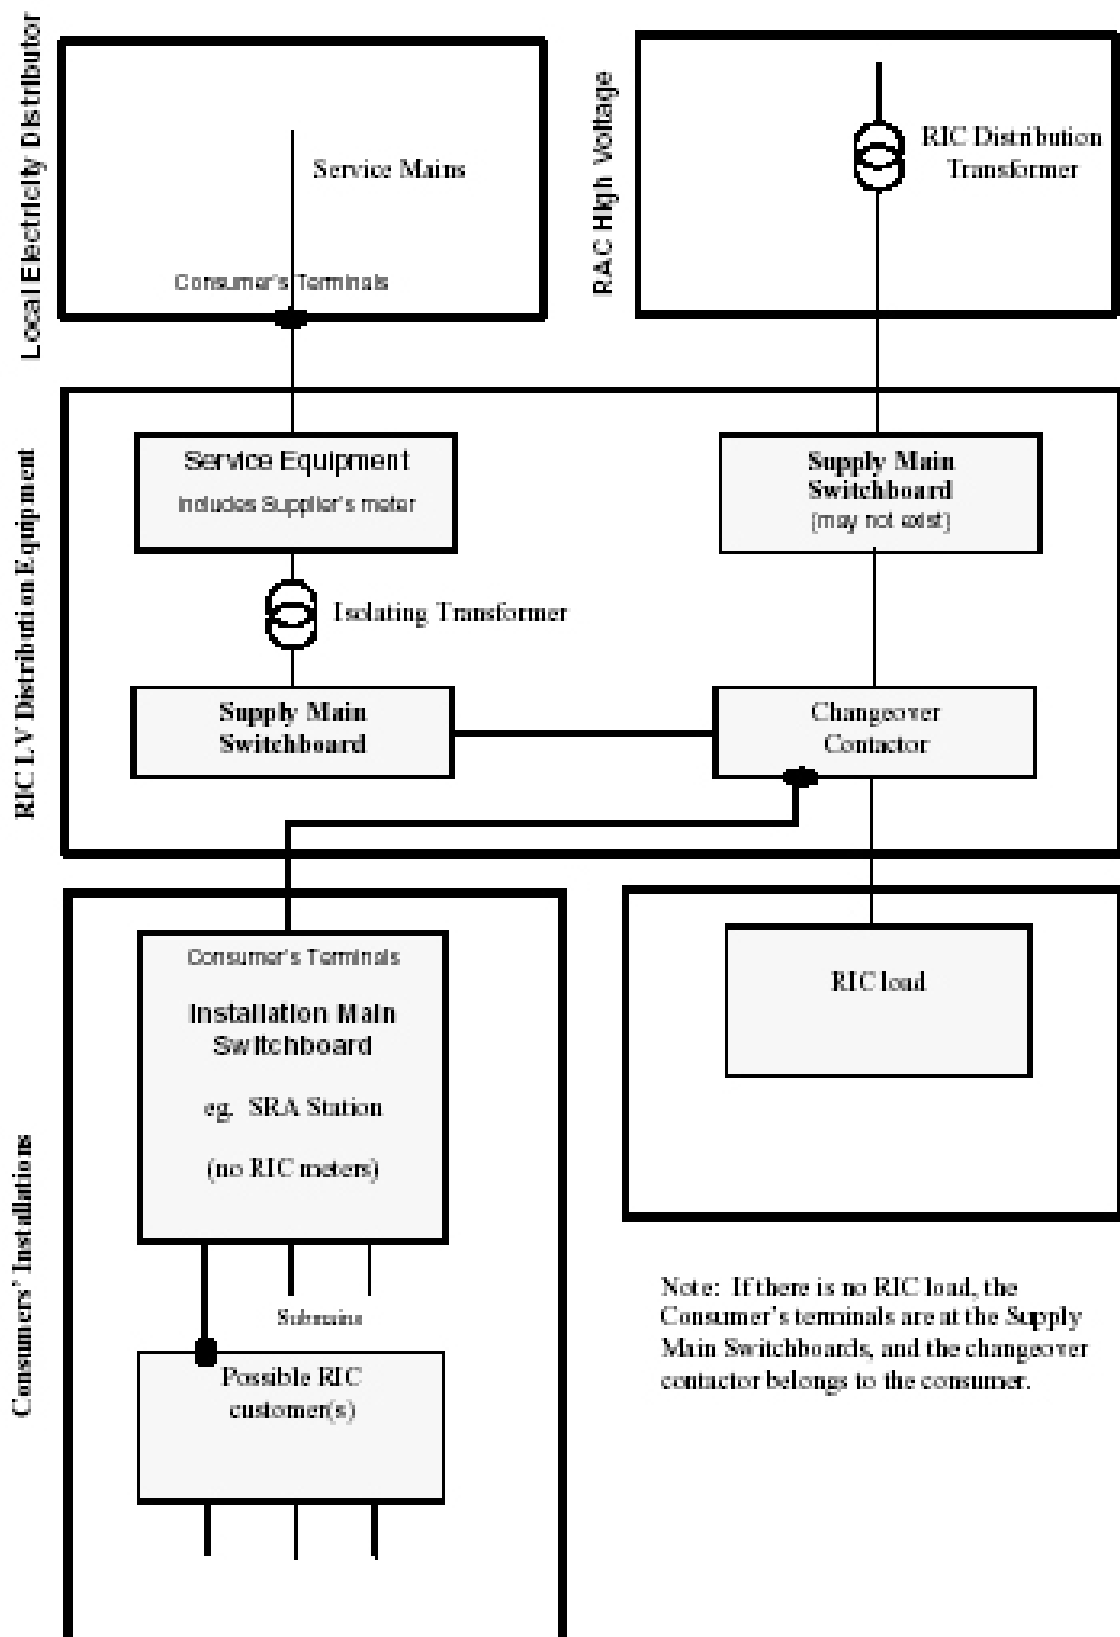 Local Electricity Distributor
Service Mains
Consumer's Terminals
RAC High Voltage
RIC Distribution
Transformer
RIC LV Distribution Equipment
Service Equipment
includes Supplier's meter
Supply Main
Switchboard
(may not exist)
Isolating Transformer
Supply Main
Switchboard
Changeover
Contactor
Consumers' Installations
Consumer's Terminals
Installation Main
Switchboard
eg. SRA Station
(no RIC meters)
Submains
Possible RIC
customer(s)
RIC load
Note: If there is no RIC load, the
Consumer's terminals are at the Supply
Main Switchboards, and the changeover
contactor belongs to the consumer.